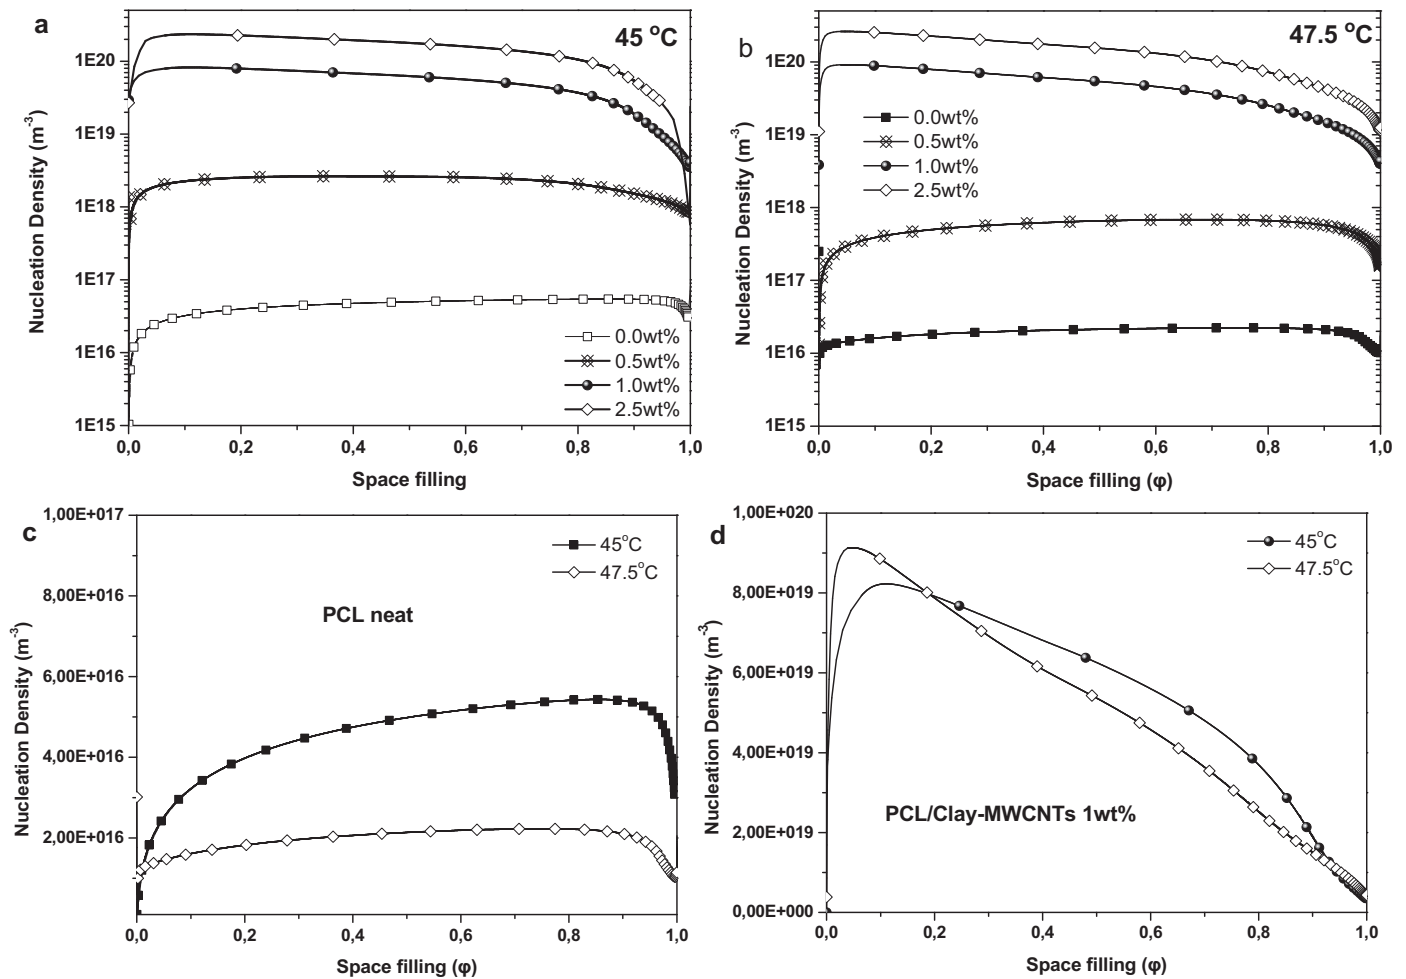 a
45 °C
Nucleation Density (m⁻³)
1E20
1E19
1E18
1E17
1E16
1E15
0.0wt%
0.5wt%
1.0wt%
2.5wt%
0,0 0,2 0,4 0,6 0,8 1,0
Space filling
b
47.5 °C
Nucleation Density (m⁻³)
1E20
1E19
1E18
1E17
1E16
1E15
0.0wt%
0.5wt%
1.0wt%
2.5wt%
0,0 0,2 0,4 0,6 0,8 1,0
Space filling (φ)
c
Nucleation Density (m⁻³)
1,00E+017
8,00E+016
6,00E+016
4,00E+016
2,00E+016
45°C
47.5°C
PCL neat
0,0 0,2 0,4 0,6 0,8 1,0
Space filling (φ)
d
Nucleation Density (m⁻³)
1,00E+020
8,00E+019
6,00E+019
4,00E+019
2,00E+019
0,00E+000
45°C
47.5°C
PCL/Clay-MWCNTs 1wt%
0,0 0,2 0,4 0,6 0,8 1,0
Space filling (φ)